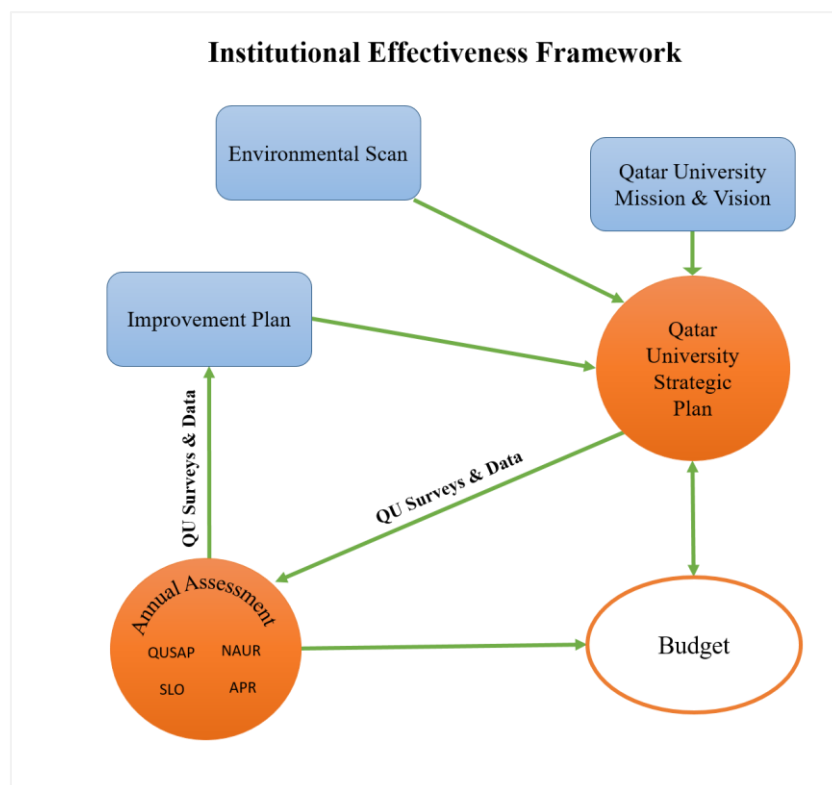 Institutional Effectiveness Framework
Environmental Scan
Qatar University
Mission & Vision
Improvement Plan
Qatar
University
Strategic
Plan
QU Surveys & Data
QU Surveys & Data
Annual Assessment
QUSAP NAUR
SLO APR
Budget